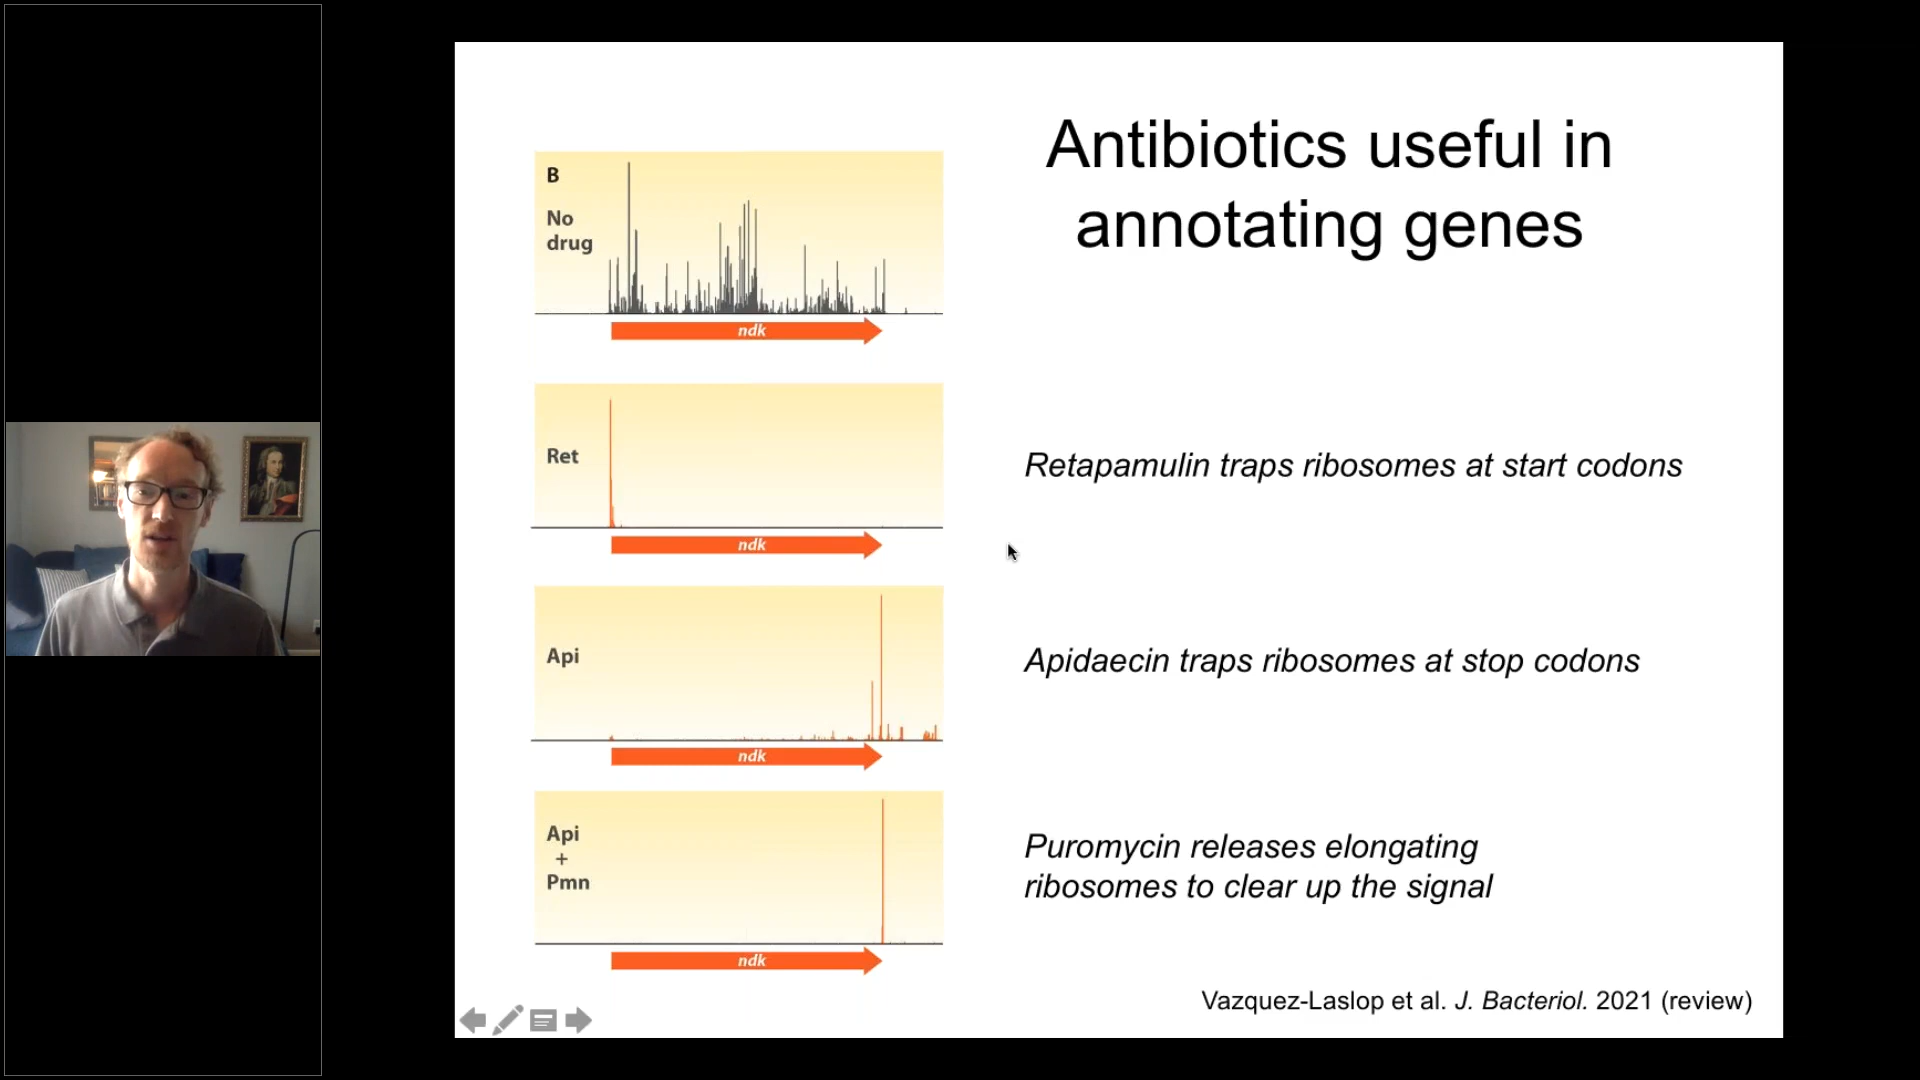 Antibiotics useful in
annotating genes
B
No
drug
ndk
Ret
ndk
Retapamulin traps ribosomes at start codons
Api
ndk
Apidaecin traps ribosomes at stop codons
Api
+
Pmn
ndk
Puromycin releases elongating
ribosomes to clear up the signal
Vazquez-Laslop et al. J. Bacteriol. 2021 (review)